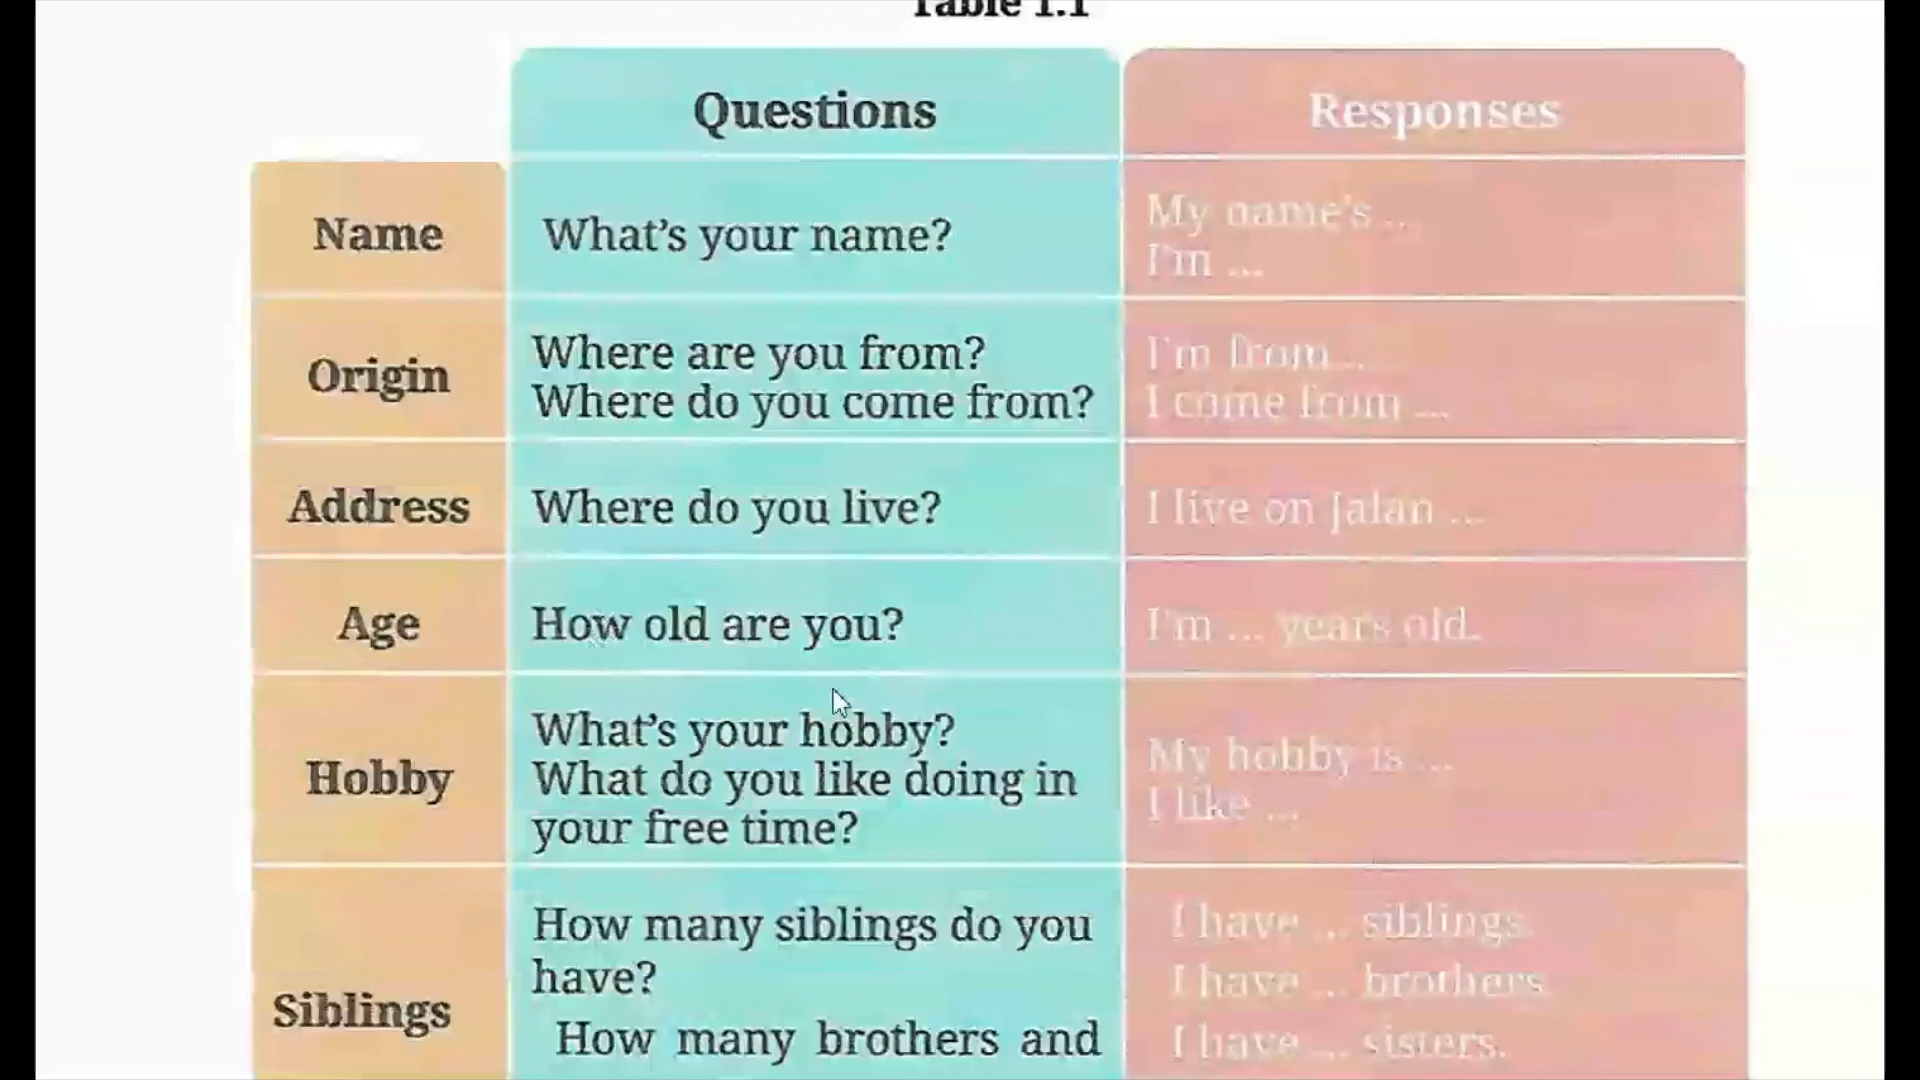 Table 1.1
Questions
Responses
Name
What's your name?
My name's ...
I'm ...
Origin
Where are you from?
Where do you come from?
I'm from ...
I come from ...
Address
Where do you live?
I live on Jalan ...
Age
How old are you?
I'm ... years old.
Hobby
What's your hobby?
What do you like doing in
your free time?
My hobby is ...
I like ...
Siblings
How many siblings do you
have?
How many brothers and
I have ... siblings.
I have ... brothers.
I have ... sisters.